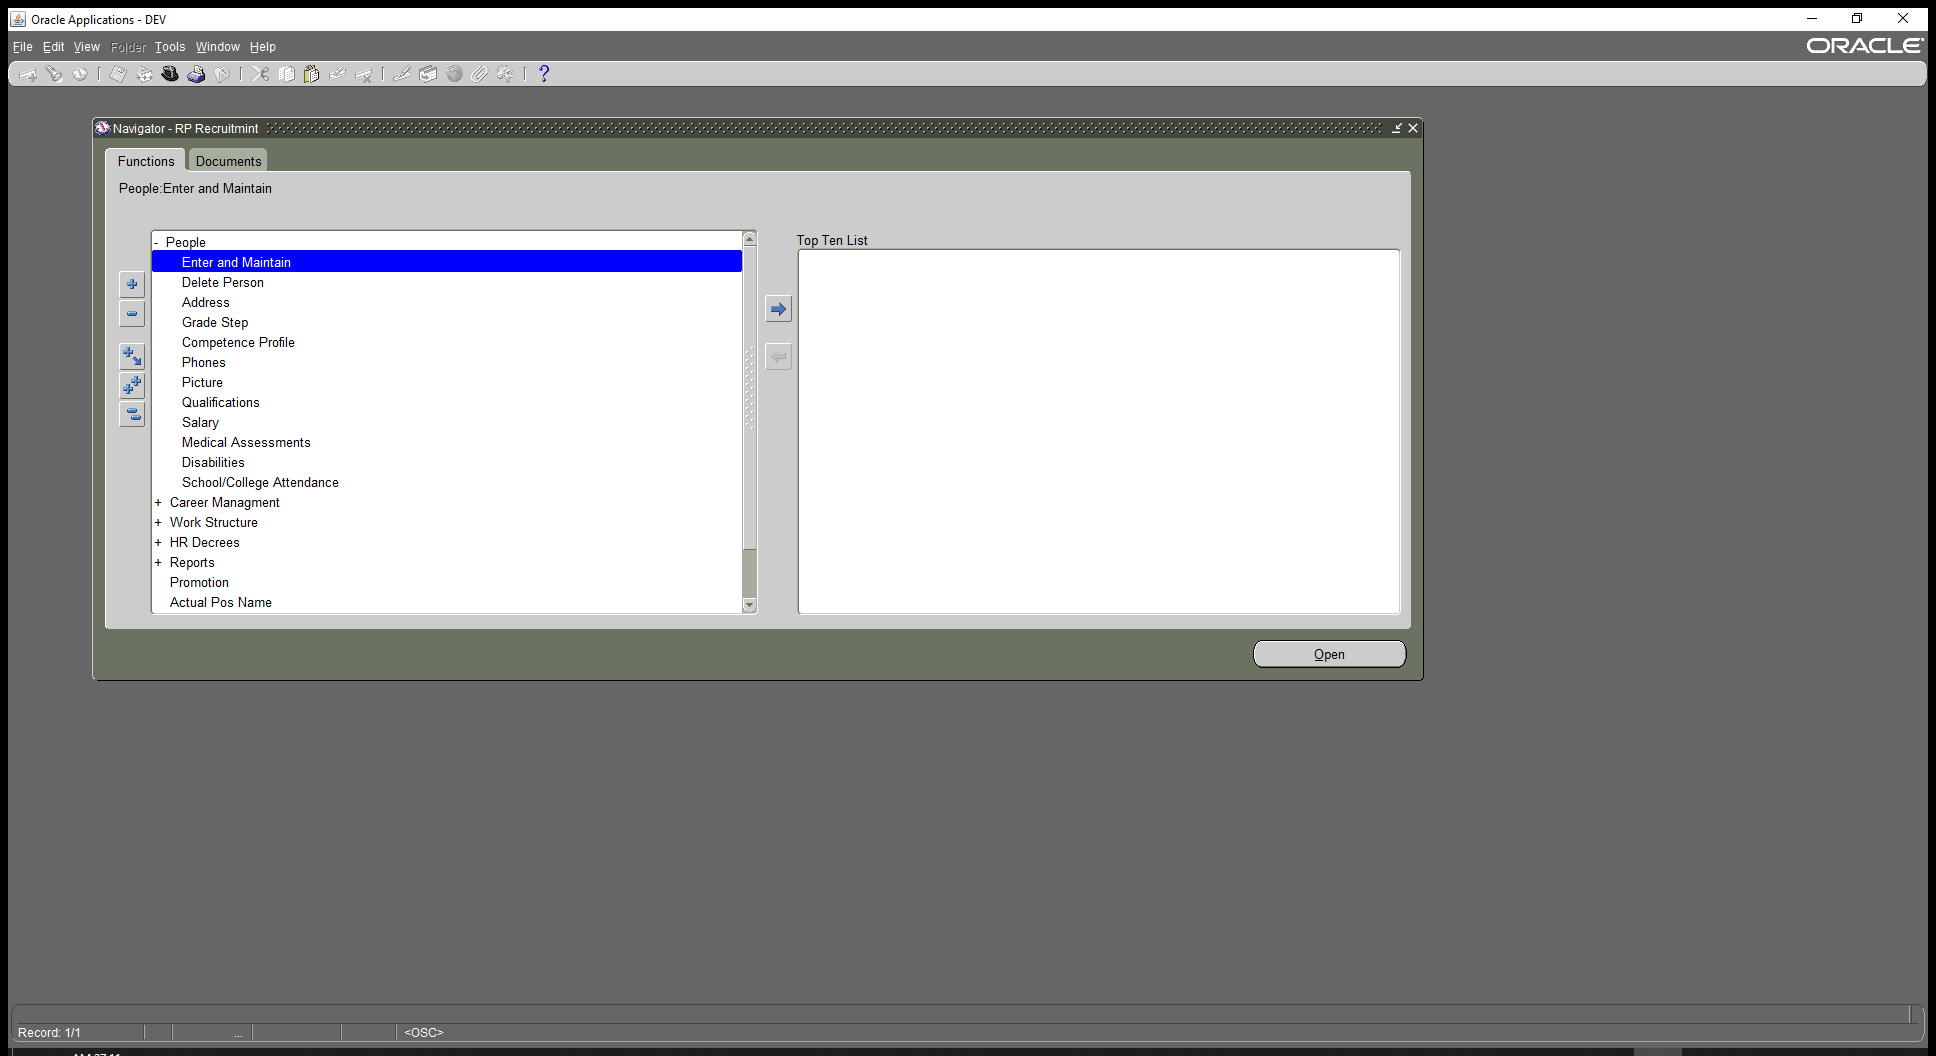 Oracle Applications - DEV
File Edit View Folder Tools Window Help
ORACLE
Navigator - RP Recruitmint
Functions Documents
People:Enter and Maintain
Top Ten List
- People
Enter and Maintain
Delete Person
Address
Grade Step
Competence Profile
Phones
Picture
Qualifications
Salary
Medical Assessments
Disabilities
School/College Attendance
+ Career Managment
+ Work Structure
+ HR Decrees
+ Reports
Promotion
Actual Pos Name
Open
Record: 1/1 ... <OSC>